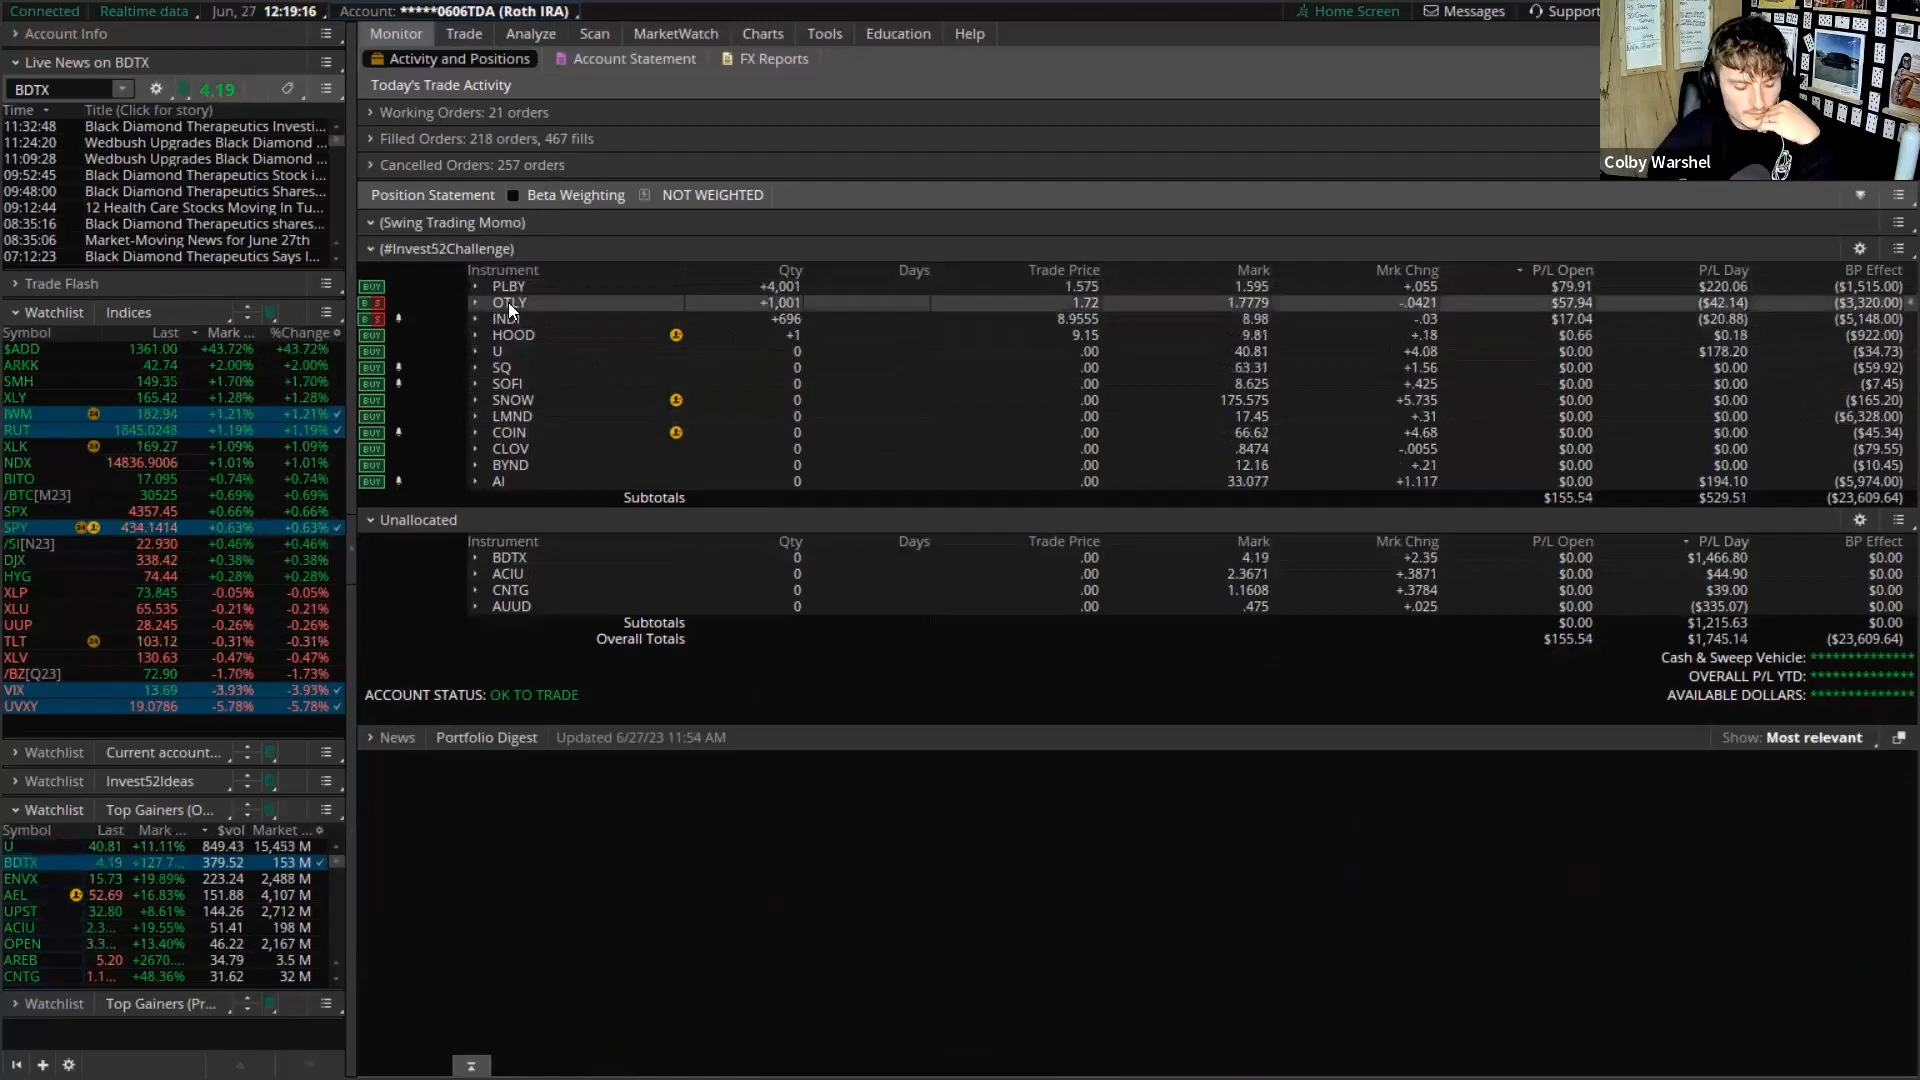 Connected Realtime data Jun, 27 12:19:16 Account: *****0606TDA (Roth IRA) Home Screen Messages Support
Account Info
Live News on BDTX
BDTX 4.19
Time Title (Click for story)
11:32:48 Black Diamond Therapeutics Investi...
11:24:20 Wedbush Upgrades Black Diamond ...
11:09:28 Wedbush Upgrades Black Diamond ...
09:52:45 Black Diamond Therapeutics Stock i...
09:48:00 Black Diamond Therapeutics Shares...
09:12:44 12 Health Care Stocks Moving In Tu...
08:35:16 Black Diamond Therapeutics shares...
08:35:06 Market-Moving News for June 27th
07:12:23 Black Diamond Therapeutics Says I...
Trade Flash
Watchlist Indices
Symbol Last Mark ... %Change
$ADD 1361.00 +43.72% +43.72%
ARKK 42.74 +2.00% +2.00%
SMH 149.35 +1.70% +1.70%
XLY 165.42 +1.28% +1.28%
IWM 182.94 +1.21% +1.21%
RUT 1845.0248 +1.19% +1.19%
XLK 169.27 +1.09% +1.09%
NDX 14836.9006 +1.01% +1.01%
BITO 17.095 +0.74% +0.74%
/BTC[M23] 30525 +0.69% +0.69%
SPX 4357.45 +0.66% +0.66%
SPY 434.1414 +0.63% +0.63%
/SI[N23] 22.930 +0.46% +0.46%
DJX 338.42 +0.38% +0.38%
HYG 74.44 +0.28% +0.28%
XLP 73.845 -0.05% -0.05%
XLU 65.535 -0.21% -0.21%
UUP 28.245 -0.26% -0.26%
TLT 103.12 -0.31% -0.31%
XLV 130.63 -0.47% -0.47%
/BZ[Q23] 72.90 -1.70% -1.73%
VIX 13.69 -3.93% -3.93%
UVXY 19.0786 -5.78% -5.78%
Watchlist Current account...
Watchlist Invest52Ideas
Watchlist Top Gainers (O...
Symbol Last Mark ... $vol Market ...
U 40.81 +11.11% 849.43 15,453 M
BDTX 4.19 +127.7... 379.52 153 M
ENVX 15.73 +19.89% 223.24 2,488 M
AEL 52.69 +16.83% 151.88 4,107 M
UPST 32.80 +8.61% 144.26 2,712 M
ACIU 2.3... +19.55% 51.41 198 M
OPEN 3.3... +13.40% 46.22 2,167 M
AREB 5.20 +2670.... 34.79 3.5 M
CNTG 1.1... +48.36% 31.62 32 M
Watchlist Top Gainers (Pr...
Monitor Trade Analyze Scan MarketWatch Charts Tools Education Help
Activity and Positions Account Statement FX Reports
Today's Trade Activity
Working Orders: 21 orders
Filled Orders: 218 orders, 467 fills
Cancelled Orders: 257 orders
Colby Warshel
Position Statement Beta Weighting NOT WEIGHTED
(Swing Trading Momo)
(#Invest52Challenge)
Instrument Qty Days Trade Price Mark Mrk Chng P/L Open P/L Day BP Effect
BUY PLBY +4,001 1.575 1.595 +.055 $79.91 $220.06 ($1,515.00)
B S OTLY +1,001 1.72 1.7779 -.0421 $57.94 ($42.14) ($3,320.00)
B S INDI +696 8.9555 8.98 -.03 $17.04 ($20.88) ($5,148.00)
BUY HOOD +1 9.15 9.81 +.18 $0.66 $0.18 ($922.00)
BUY U 0 .00 40.81 +4.08 $0.00 $178.20 ($34.73)
BUY SQ 0 .00 63.31 +1.56 $0.00 $0.00 ($59.92)
BUY SOFI 0 .00 8.625 +.425 $0.00 $0.00 ($7.45)
BUY SNOW 0 .00 175.575 +5.735 $0.00 $0.00 ($165.20)
BUY LMND 0 .00 17.45 +.31 $0.00 $0.00 ($6,328.00)
BUY COIN 0 .00 66.62 +4.68 $0.00 $0.00 ($45.34)
BUY CLOV 0 .00 .8474 -.0055 $0.00 $0.00 ($79.55)
BUY BYND 0 .00 12.16 +.21 $0.00 $0.00 ($10.45)
BUY AI 0 .00 33.077 +1.117 $0.00 $194.10 ($5,974.00)
Subtotals $155.54 $529.51 ($23,609.64)
Unallocated
Instrument Qty Days Trade Price Mark Mrk Chng P/L Open P/L Day BP Effect
BDTX 0 .00 4.19 +2.35 $0.00 $1,466.80 $0.00
ACIU 0 .00 2.3671 +.3871 $0.00 $44.90 $0.00
CNTG 0 .00 1.1608 +.3784 $0.00 $39.00 $0.00
AUUD 0 .00 .475 +.025 $0.00 ($335.07) $0.00
Subtotals $0.00 $1,215.63 $0.00
Overall Totals $155.54 $1,745.14 ($23,609.64)
Cash & Sweep Vehicle: **************
OVERALL P/L YTD: **************
ACCOUNT STATUS: OK TO TRADE AVAILABLE DOLLARS: **************
News Portfolio Digest Updated 6/27/23 11:54 AM Show: Most relevant